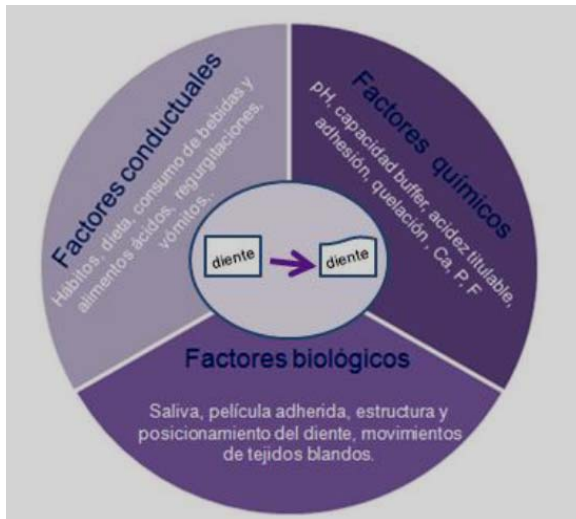 Factores conductuales
Hábitos, dieta, consumo de bebidas y
alimentos ácidos, regurgitaciones,
vómitos,.
Factores químicos
pH, capacidad buffer, acidez titulable,
adhesión, quelación , Ca, P, F
diente
diente
Factores biológicos
Saliva, película adherida, estructura y
posicionamiento del diente, movimientos
de tejidos blandos.